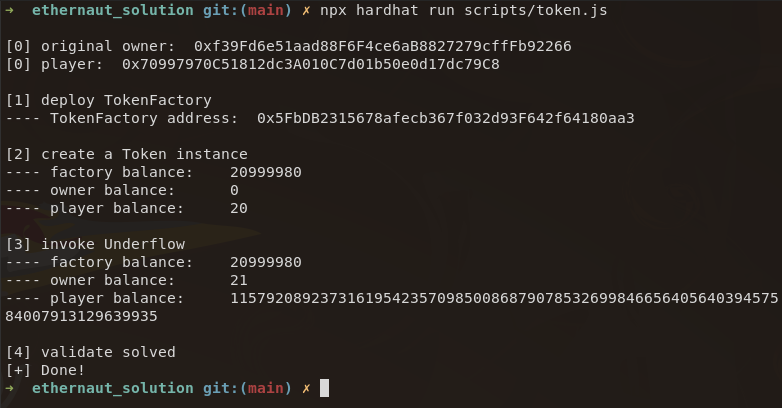 ➜  ethernaut_solution git:(main) ✗ npx hardhat run scripts/token.js
[0] original owner:  0xf39Fd6e51aad88F6F4ce6aB8827279cffFb92266
[0] player:  0x70997970C51812dc3A010C7d01b50e0d17dc79C8
[1] deploy TokenFactory
---- TokenFactory address:  0x5FbDB2315678afecb367f032d93F642f64180aa3
[2] create a Token instance
---- factory balance:    20999980
---- owner balance:      0
---- player balance:     20
[3] invoke Underflow
---- factory balance:    20999980
---- owner balance:      21
---- player balance:     1157920892373161954235709850086879078532699846656405640394575
84007913129639935
[4] validate solved
[+] Done!
➜  ethernaut_solution git:(main) ✗